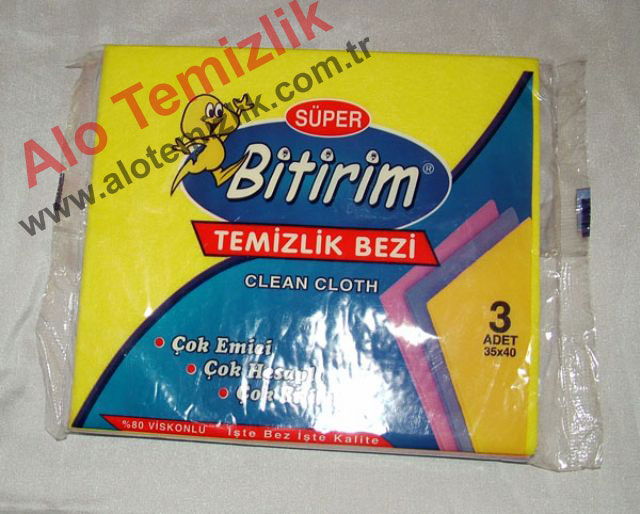 Alo Temizlik
www.alotemizlik.com.tr
SÜPER
Bitirim®
TEMİZLİK BEZİ
CLEAN CLOTH
3
ADET
35x40
• Çok Emici
• Çok Hesaplı
• Çok
%80 VİSKONLU İşte Bez İşte Kalite